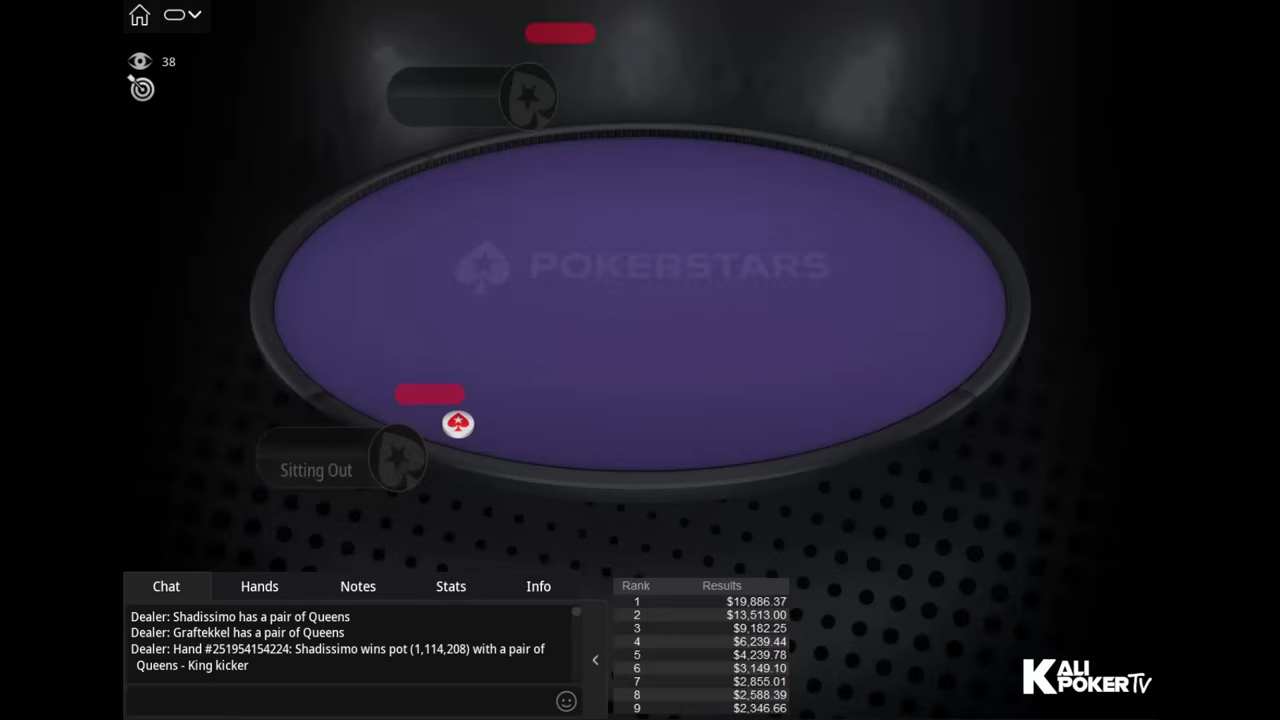 38
POKERSTARS
Sitting Out
Chat Hands Notes Stats Info
Dealer: Shadissimo has a pair of Queens
Dealer: Graftekkel has a pair of Queens
Dealer: Hand #251954154224: Shadissimo wins pot (1,114,208) with a pair of
Queens - King kicker
Rank Results
1 $19,886.37
2 $13,513.00
3 $9,182.25
4 $6,239.44
5 $4,239.78
6 $3,149.10
7 $2,855.01
8 $2,588.39
9 $2,346.66
KALI
POKERTV